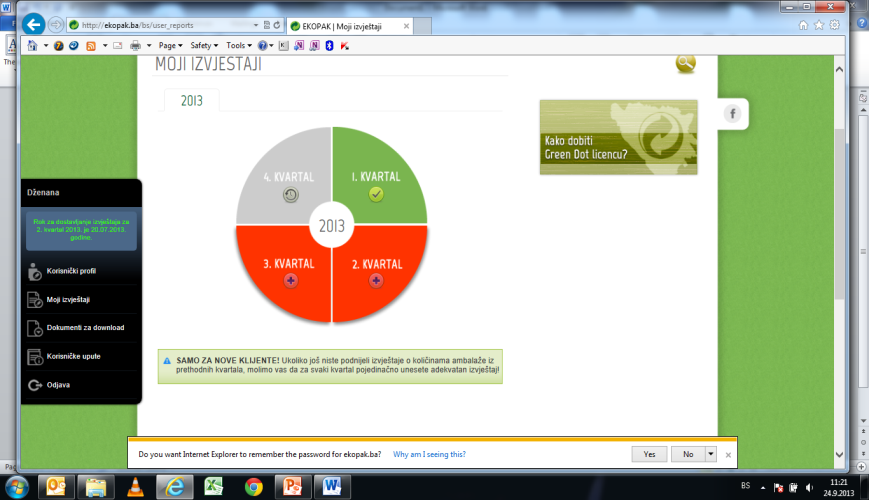 http://ekopak.ba/bs/user_reports
EKOPAK | Moji izvještaji
Page
Safety
Tools
MOJI IZVJEŠTAJI
2013
4. KVARTAL
1. KVARTAL
2013
3. KVARTAL
2. KVARTAL
Kako dobiti
Green Dot licencu?
f
Dženana
Rok za dostavljanje izvještaja za
2. kvartal 2013. je 20.07.2013.
godine.
Korisnički profil
Moji izvještaji
Dokumenti za download
Korisničke upute
Odjava
SAMO ZA NOVE KLIJENTE! Ukoliko još niste podnijeli izvještaje o količinama ambalaže iz
prethodnih kvartala, molimo vas da za svaki kvartal pojedinačno unesete adekvatan izvještaj!
Do you want Internet Explorer to remember the password for ekopak.ba?
Why am I seeing this?
Yes
No
BS
11:21
24.9.2013